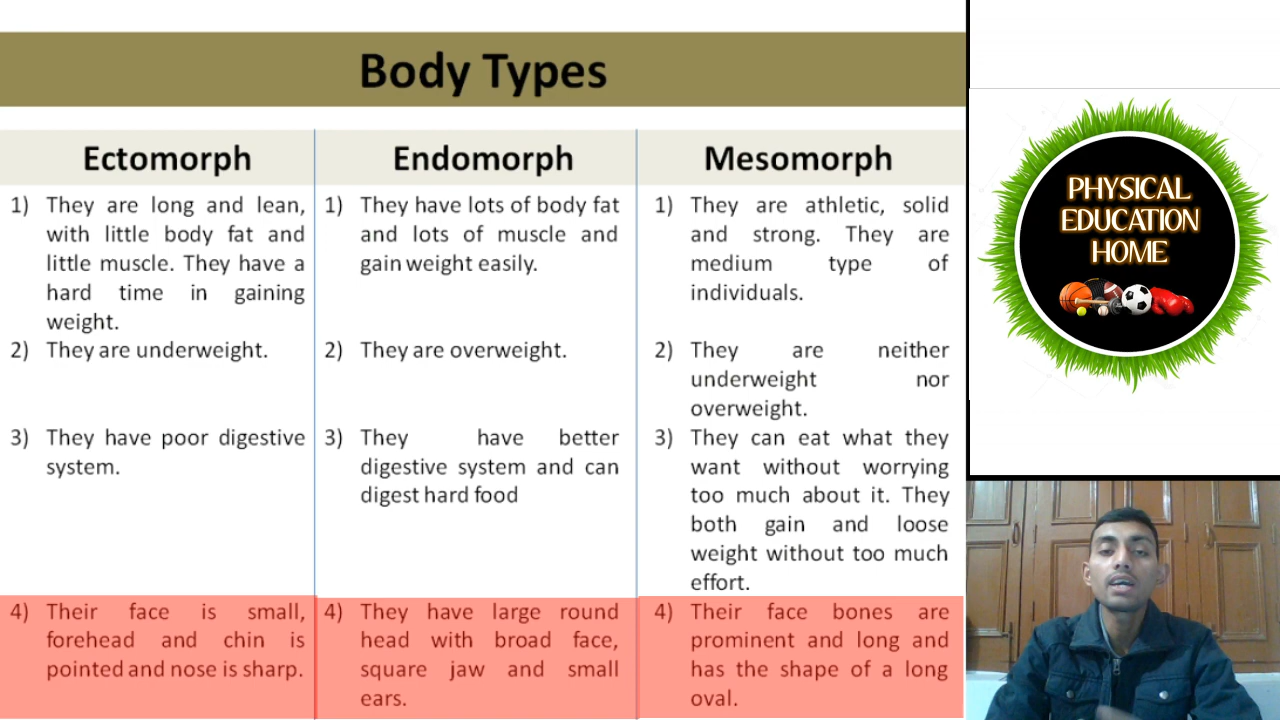 Body Types
Ectomorph
1) They are long and lean,
with little body fat and
little muscle. They have a
hard time in gaining
weight.
2) They are underweight.
3) They have poor digestive
system.
4) Their face is small,
forehead and chin is
pointed and nose is sharp.
Endomorph
1) They have lots of body fat
and lots of muscle and
gain weight easily.
2) They are overweight.
3) They have better
digestive system and can
digest hard food
4) They have large round
head with broad face,
square jaw and small
ears.
Mesomorph
1) They are athletic, solid
and strong. They are
medium type of
individuals.
2) They are neither
underweight nor
overweight.
3) They can eat what they
want without worrying
too much about it. They
both gain and loose
weight without too much
effort.
4) Their face bones are
prominent and long and
has the shape of a long
oval.
PHYSICAL
EDUCATION
HOME